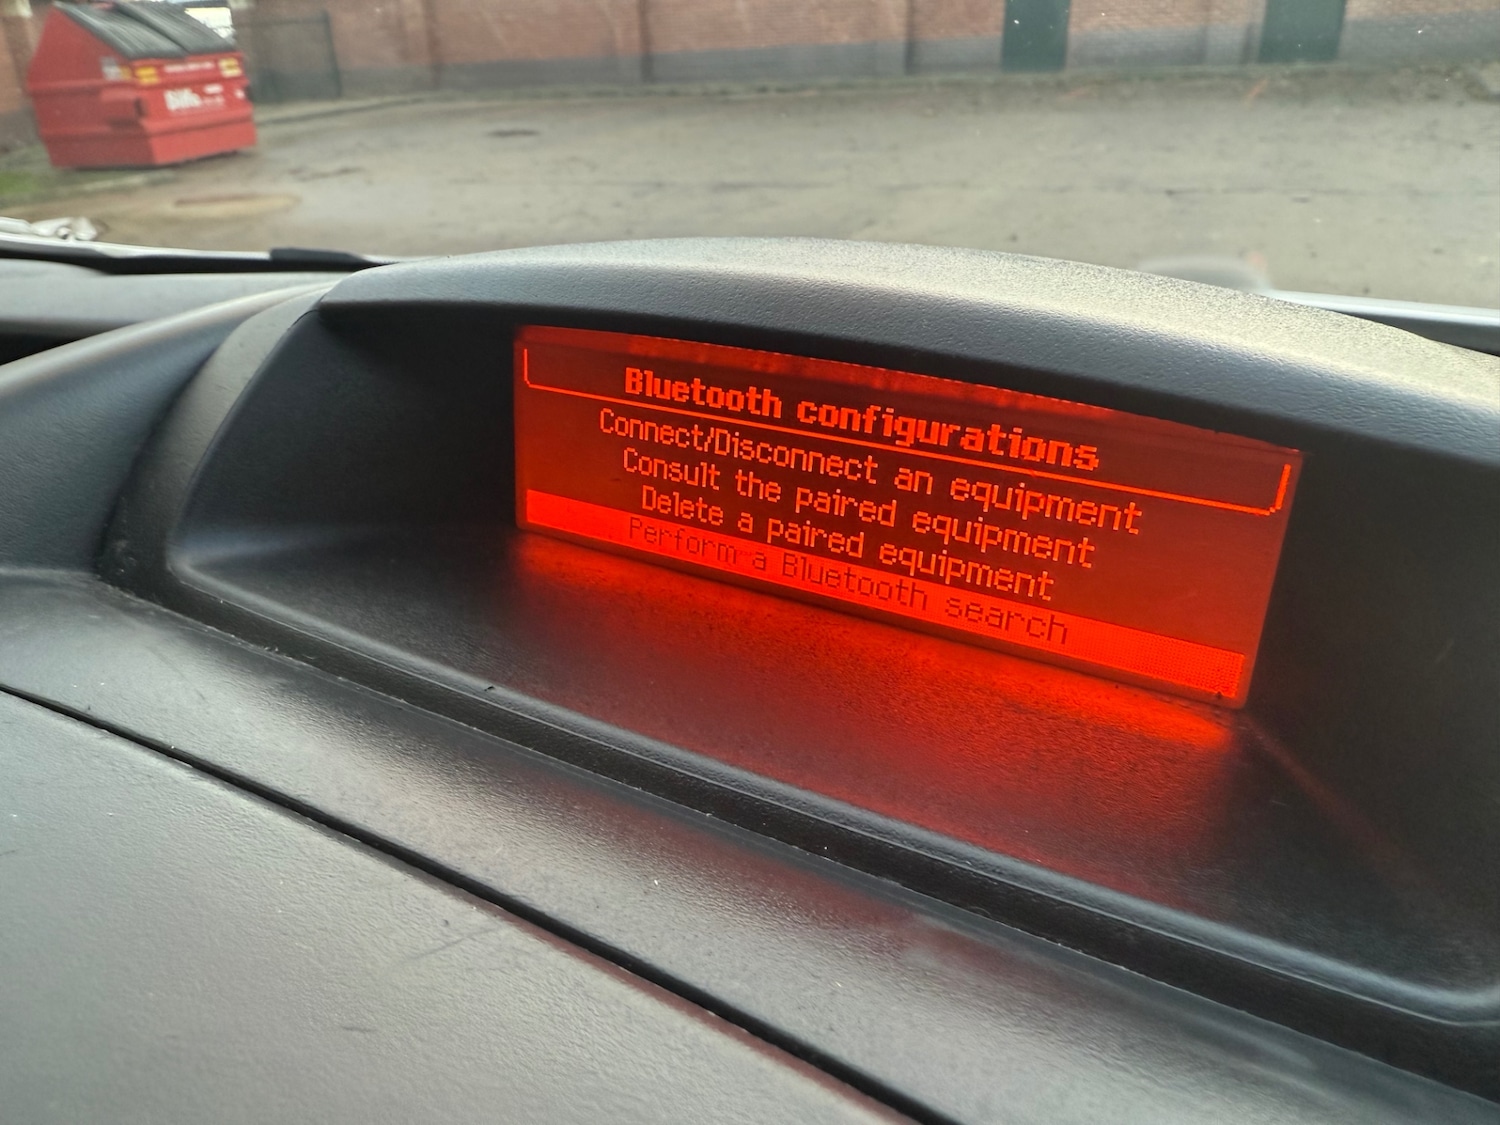 Bluetooth configurations
Connect/Disconnect an equipment
Consult the paired equipment
Delete a paired equipment
Perform a Bluetooth search